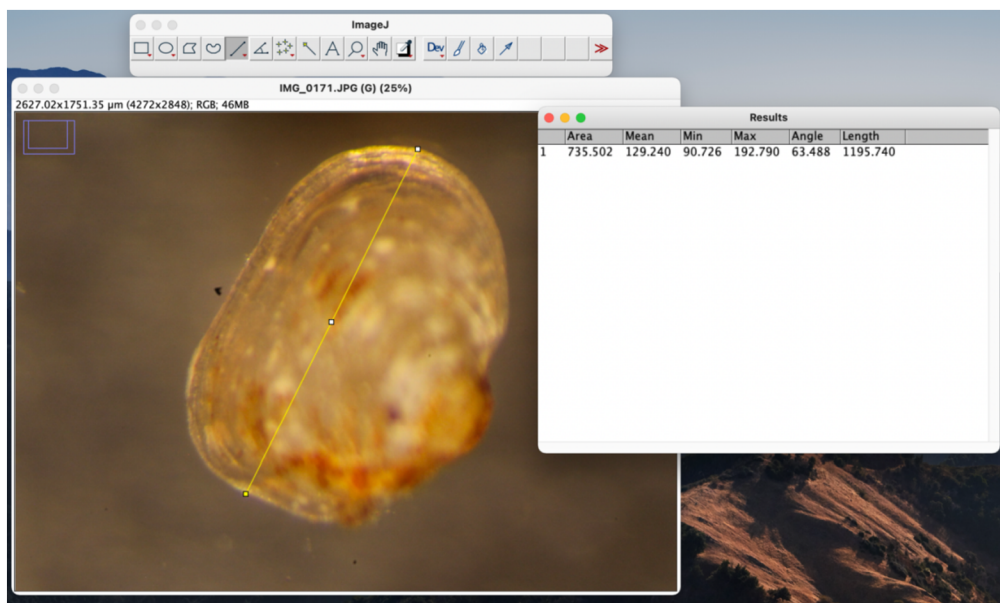 ImageJ
A
Dev
IMG_0171.JPG (G) (25%)
2627.02x1751.35 µm (4272x2848); RGB; 46MB
Results
Area Mean Min Max Angle Length
1 735.502 129.240 90.726 192.790 63.488 1195.740